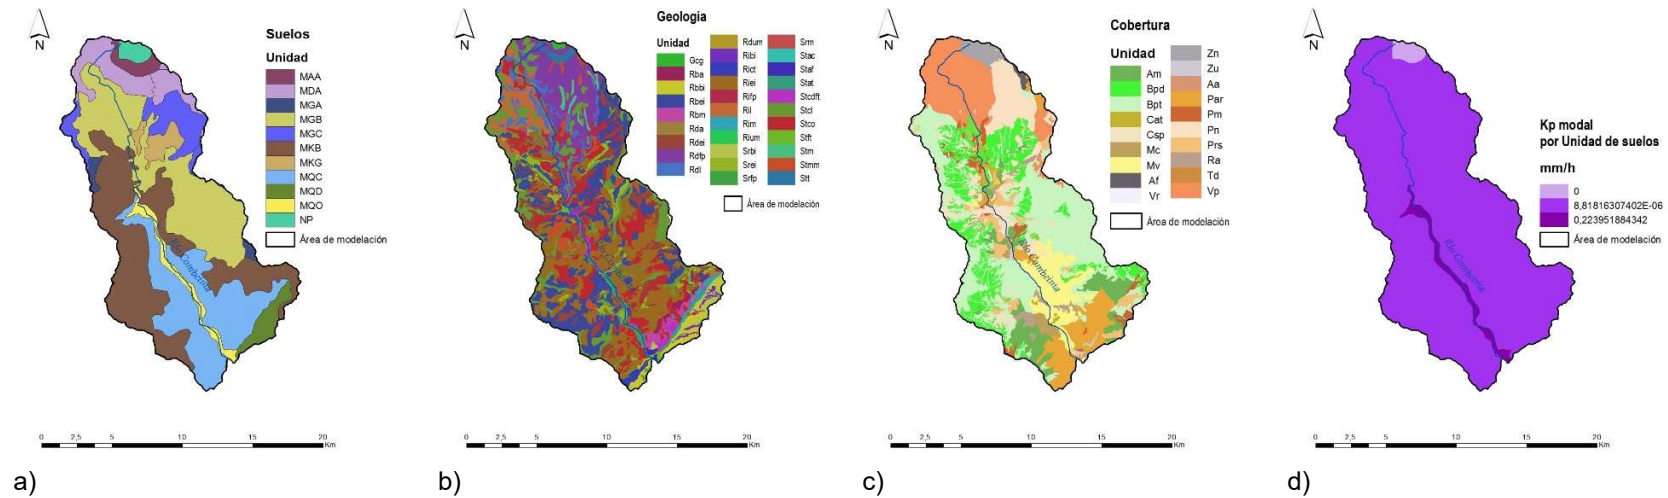 N
Suelos
Unidad
MAA
MDA
MGA
MGB
MGC
MKB
MKG
MQC
MQD
MQO
NP
Área de modelación
Río Cambeima
0 2,5 5 10 15 20
Km
a)
N
Geología
Unidad
Gcg
Rba
Rbbi
Rbei
Rbm
Rda
Rdei
Rdfp
Rdl
Rdum
Ribi
Rict
Riei
Rifp
Ril
Rim
Rium
Srbi
Srei
Srfp
Srm
Stac
Staf
Stat
Stcdft
Stcl
Stco
Stft
Stm
Stmm
Stt
Área de modelación
0 2,5 5 10 15 20
Km
b)
N
Cobertura
Unidad
Am
Bpd
Bpt
Cat
Csp
Mc
Mv
Af
Vr
Zn
Zu
Aa
Par
Pm
Pn
Prs
Ra
Td
Vp
Área de modelación
Río Cambeima
0 2,5 5 10 15 20
Km
c)
N
Kp modal
por Unidad de suelos
mm/h
0
8,81816307402E-06
0,223951884342
Área de modelación
Río Cambeima
0 2,5 5 10 15 20
Km
d)